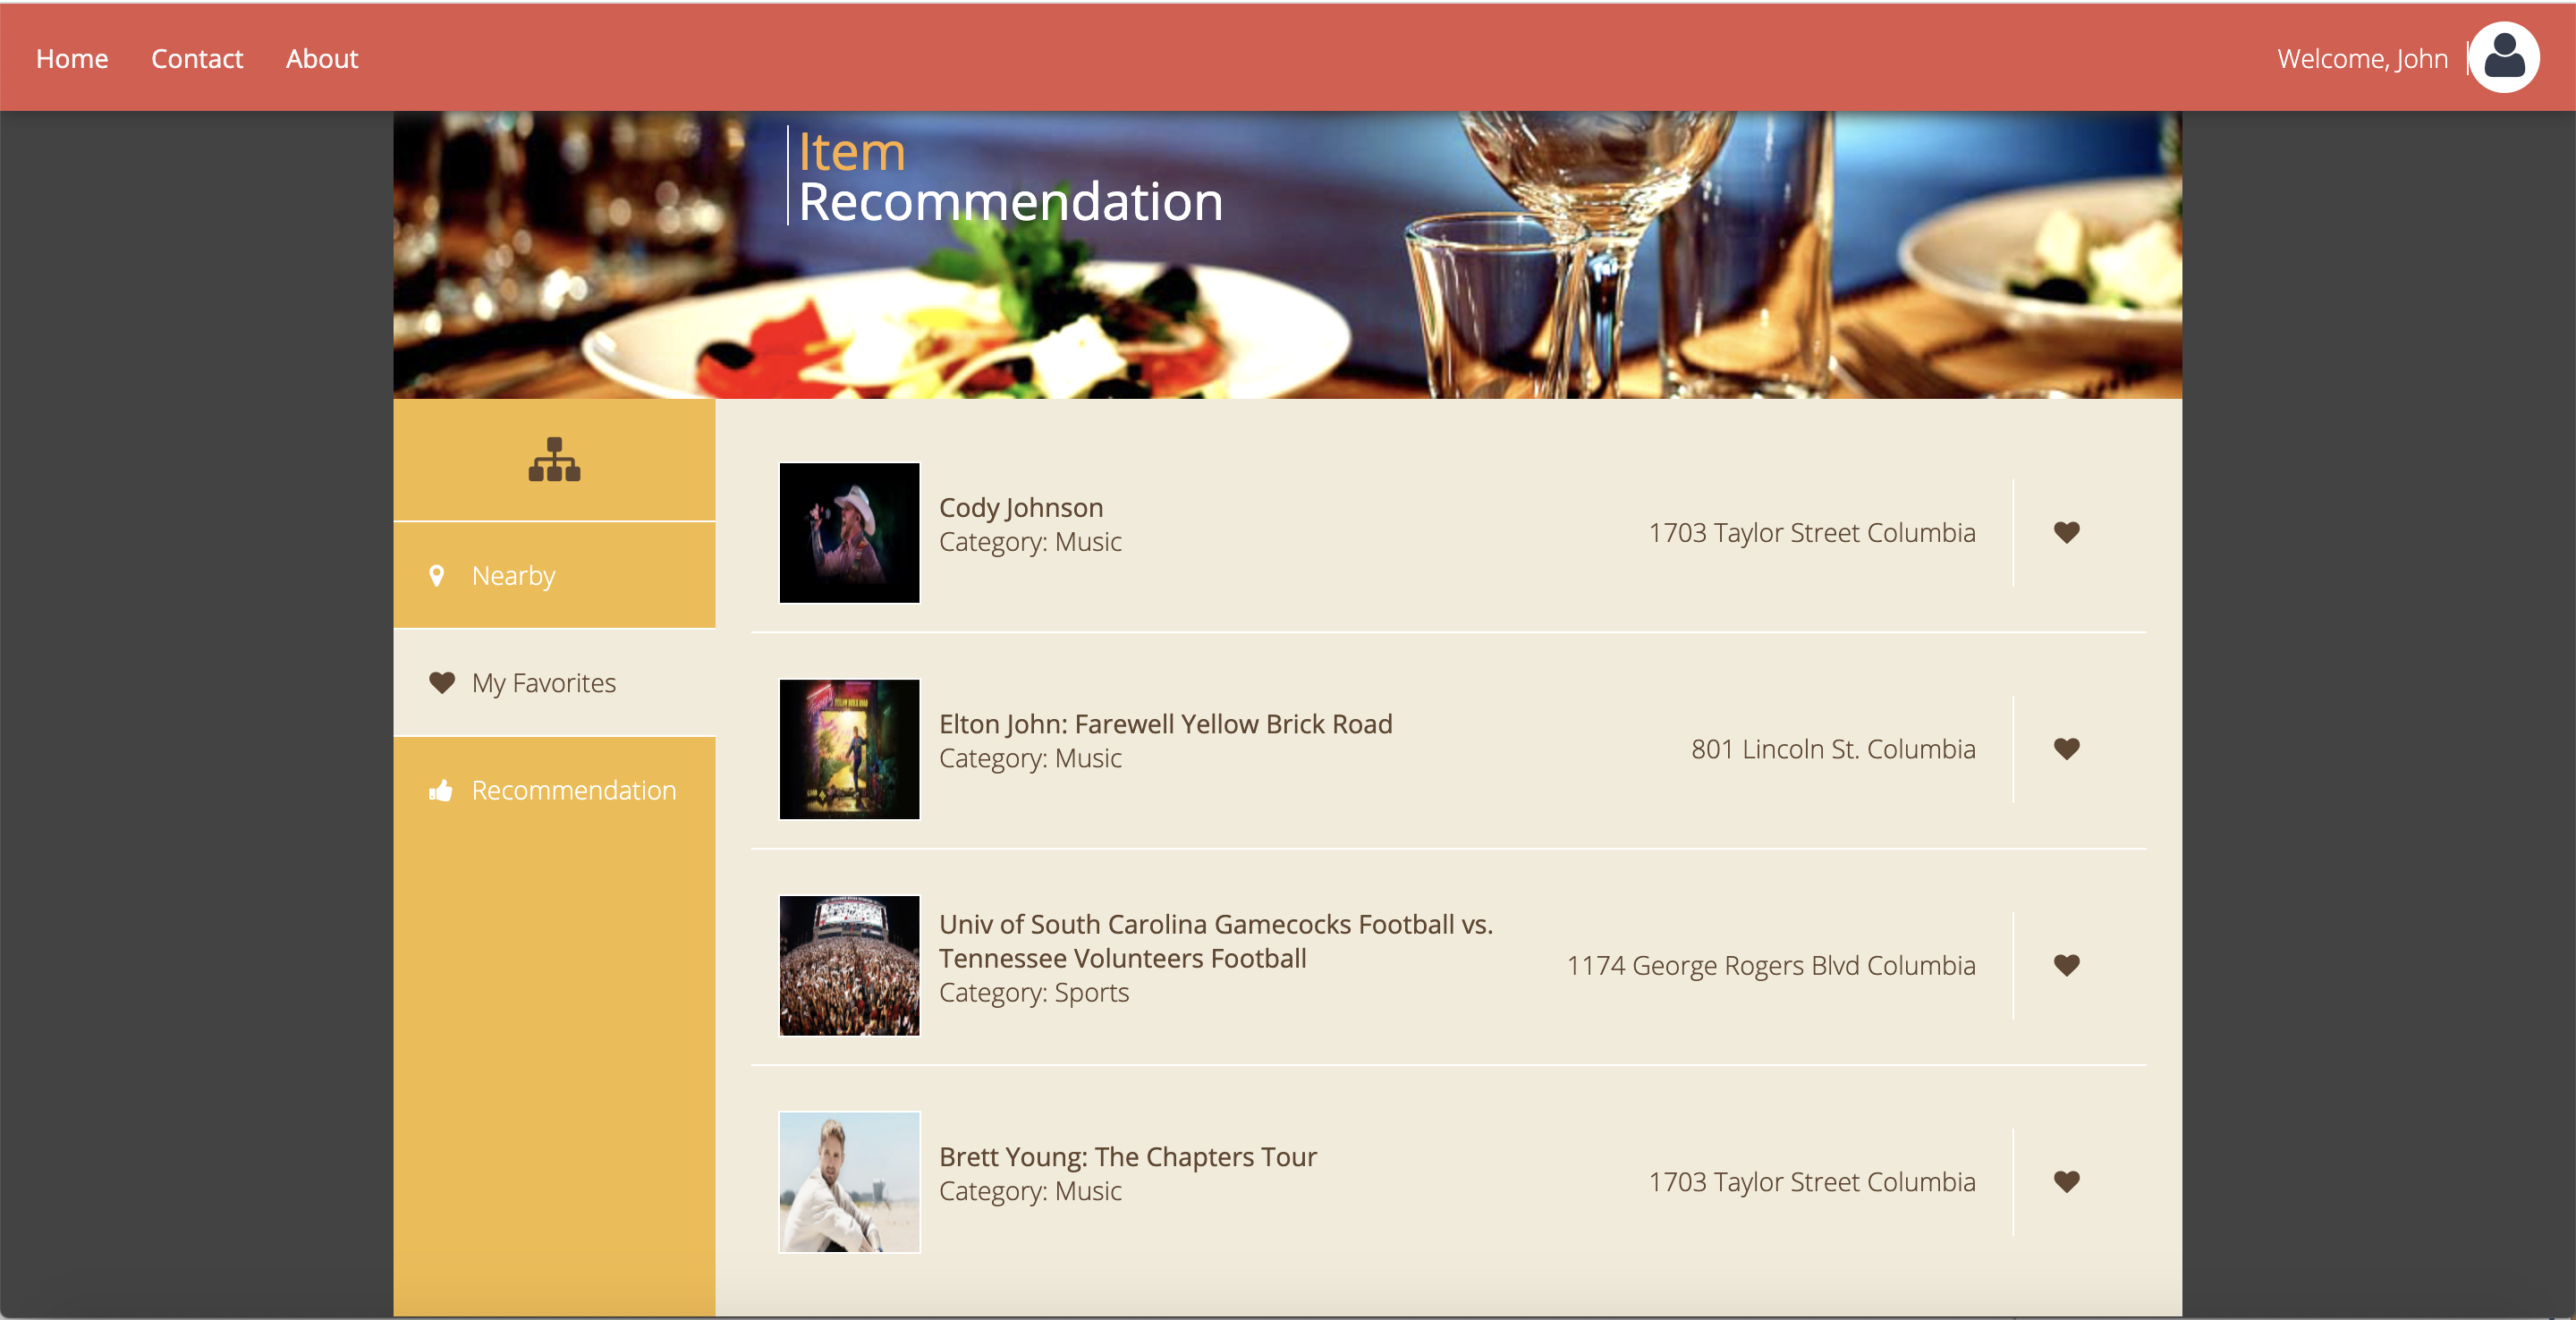 Home Contact About Welcome, John
Item
Recommendation
Nearby
My Favorites
Recommendation
Cody Johnson
Category: Music
1703 Taylor Street Columbia
Elton John: Farewell Yellow Brick Road
Category: Music
801 Lincoln St. Columbia
Univ of South Carolina Gamecocks Football vs.
Tennessee Volunteers Football
Category: Sports
1174 George Rogers Blvd Columbia
Brett Young: The Chapters Tour
Category: Music
1703 Taylor Street Columbia